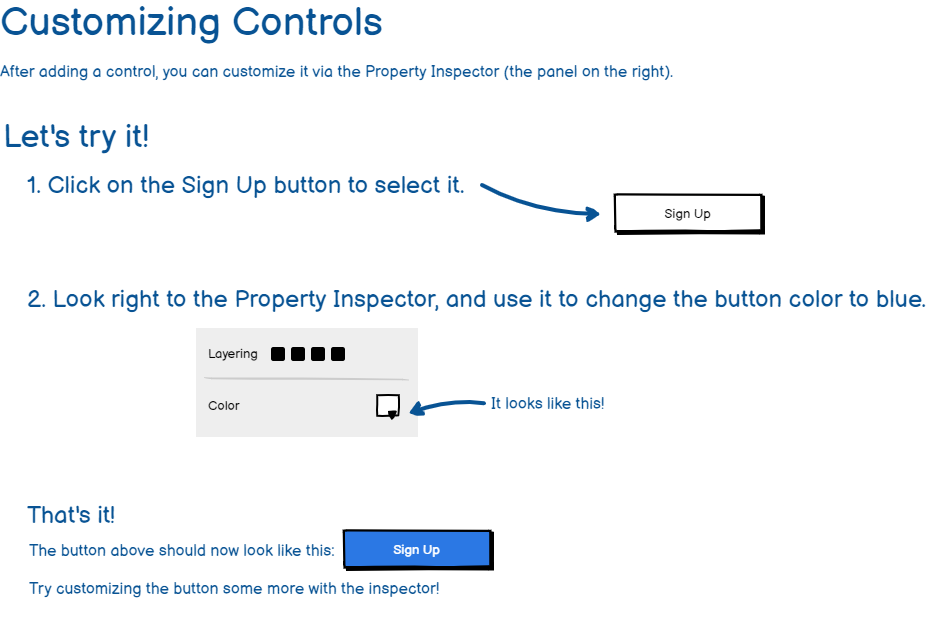 Customizing Controls
After adding a control, you can customize it via the Property Inspector (the panel on the right).
Let's try it!
1. Click on the Sign Up button to select it.
Sign Up
2. Look right to the Property Inspector, and use it to change the button color to blue.
Layering
Color
It looks like this!
That's it!
The button above should now look like this:
Sign Up
Try customizing the button some more with the inspector!